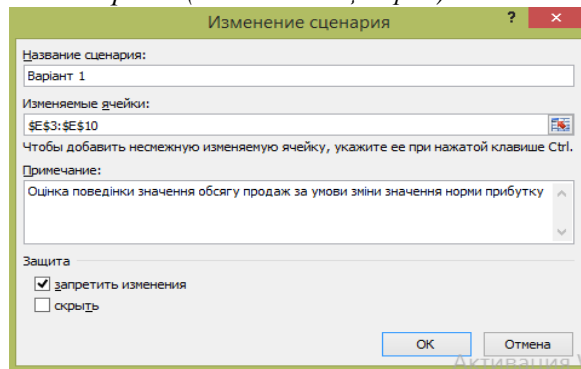 Изменение сценария
?
Название сценария:
Варіант 1
Изменяемые ячейки:
$E$3:$E$10
Чтобы добавить несмежную изменяемую ячейку, укажите ее при нажатой клавише Ctrl.
Примечание:
Оцінка поведінки значення обсягу продаж за умови зміни значення норми прибутку
Защита
запретить изменения
скрыть
ОК Отмена
Активация